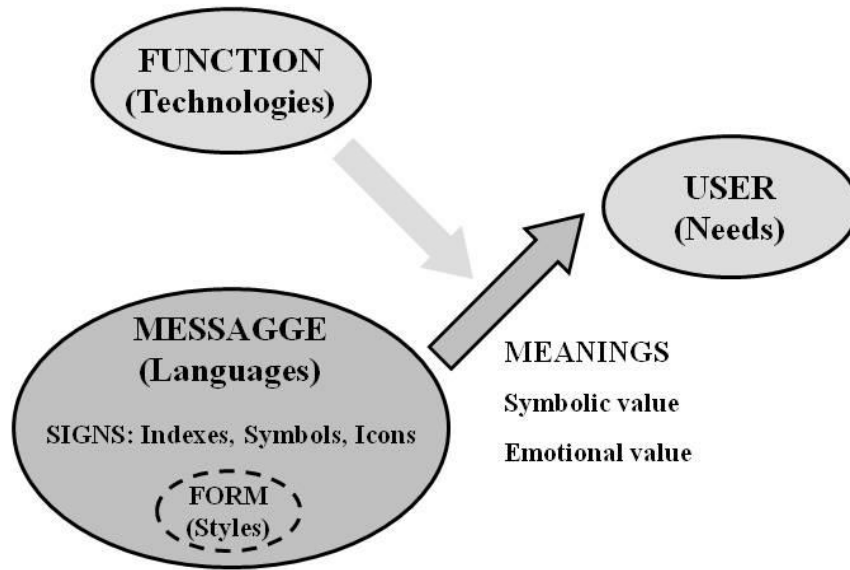 FUNCTION
(Technologies)
USER
(Needs)
MESSAGGE
(Languages)
SIGNS: Indexes, Symbols, Icons
FORM
(Styles)
MEANINGS
Symbolic value
Emotional value